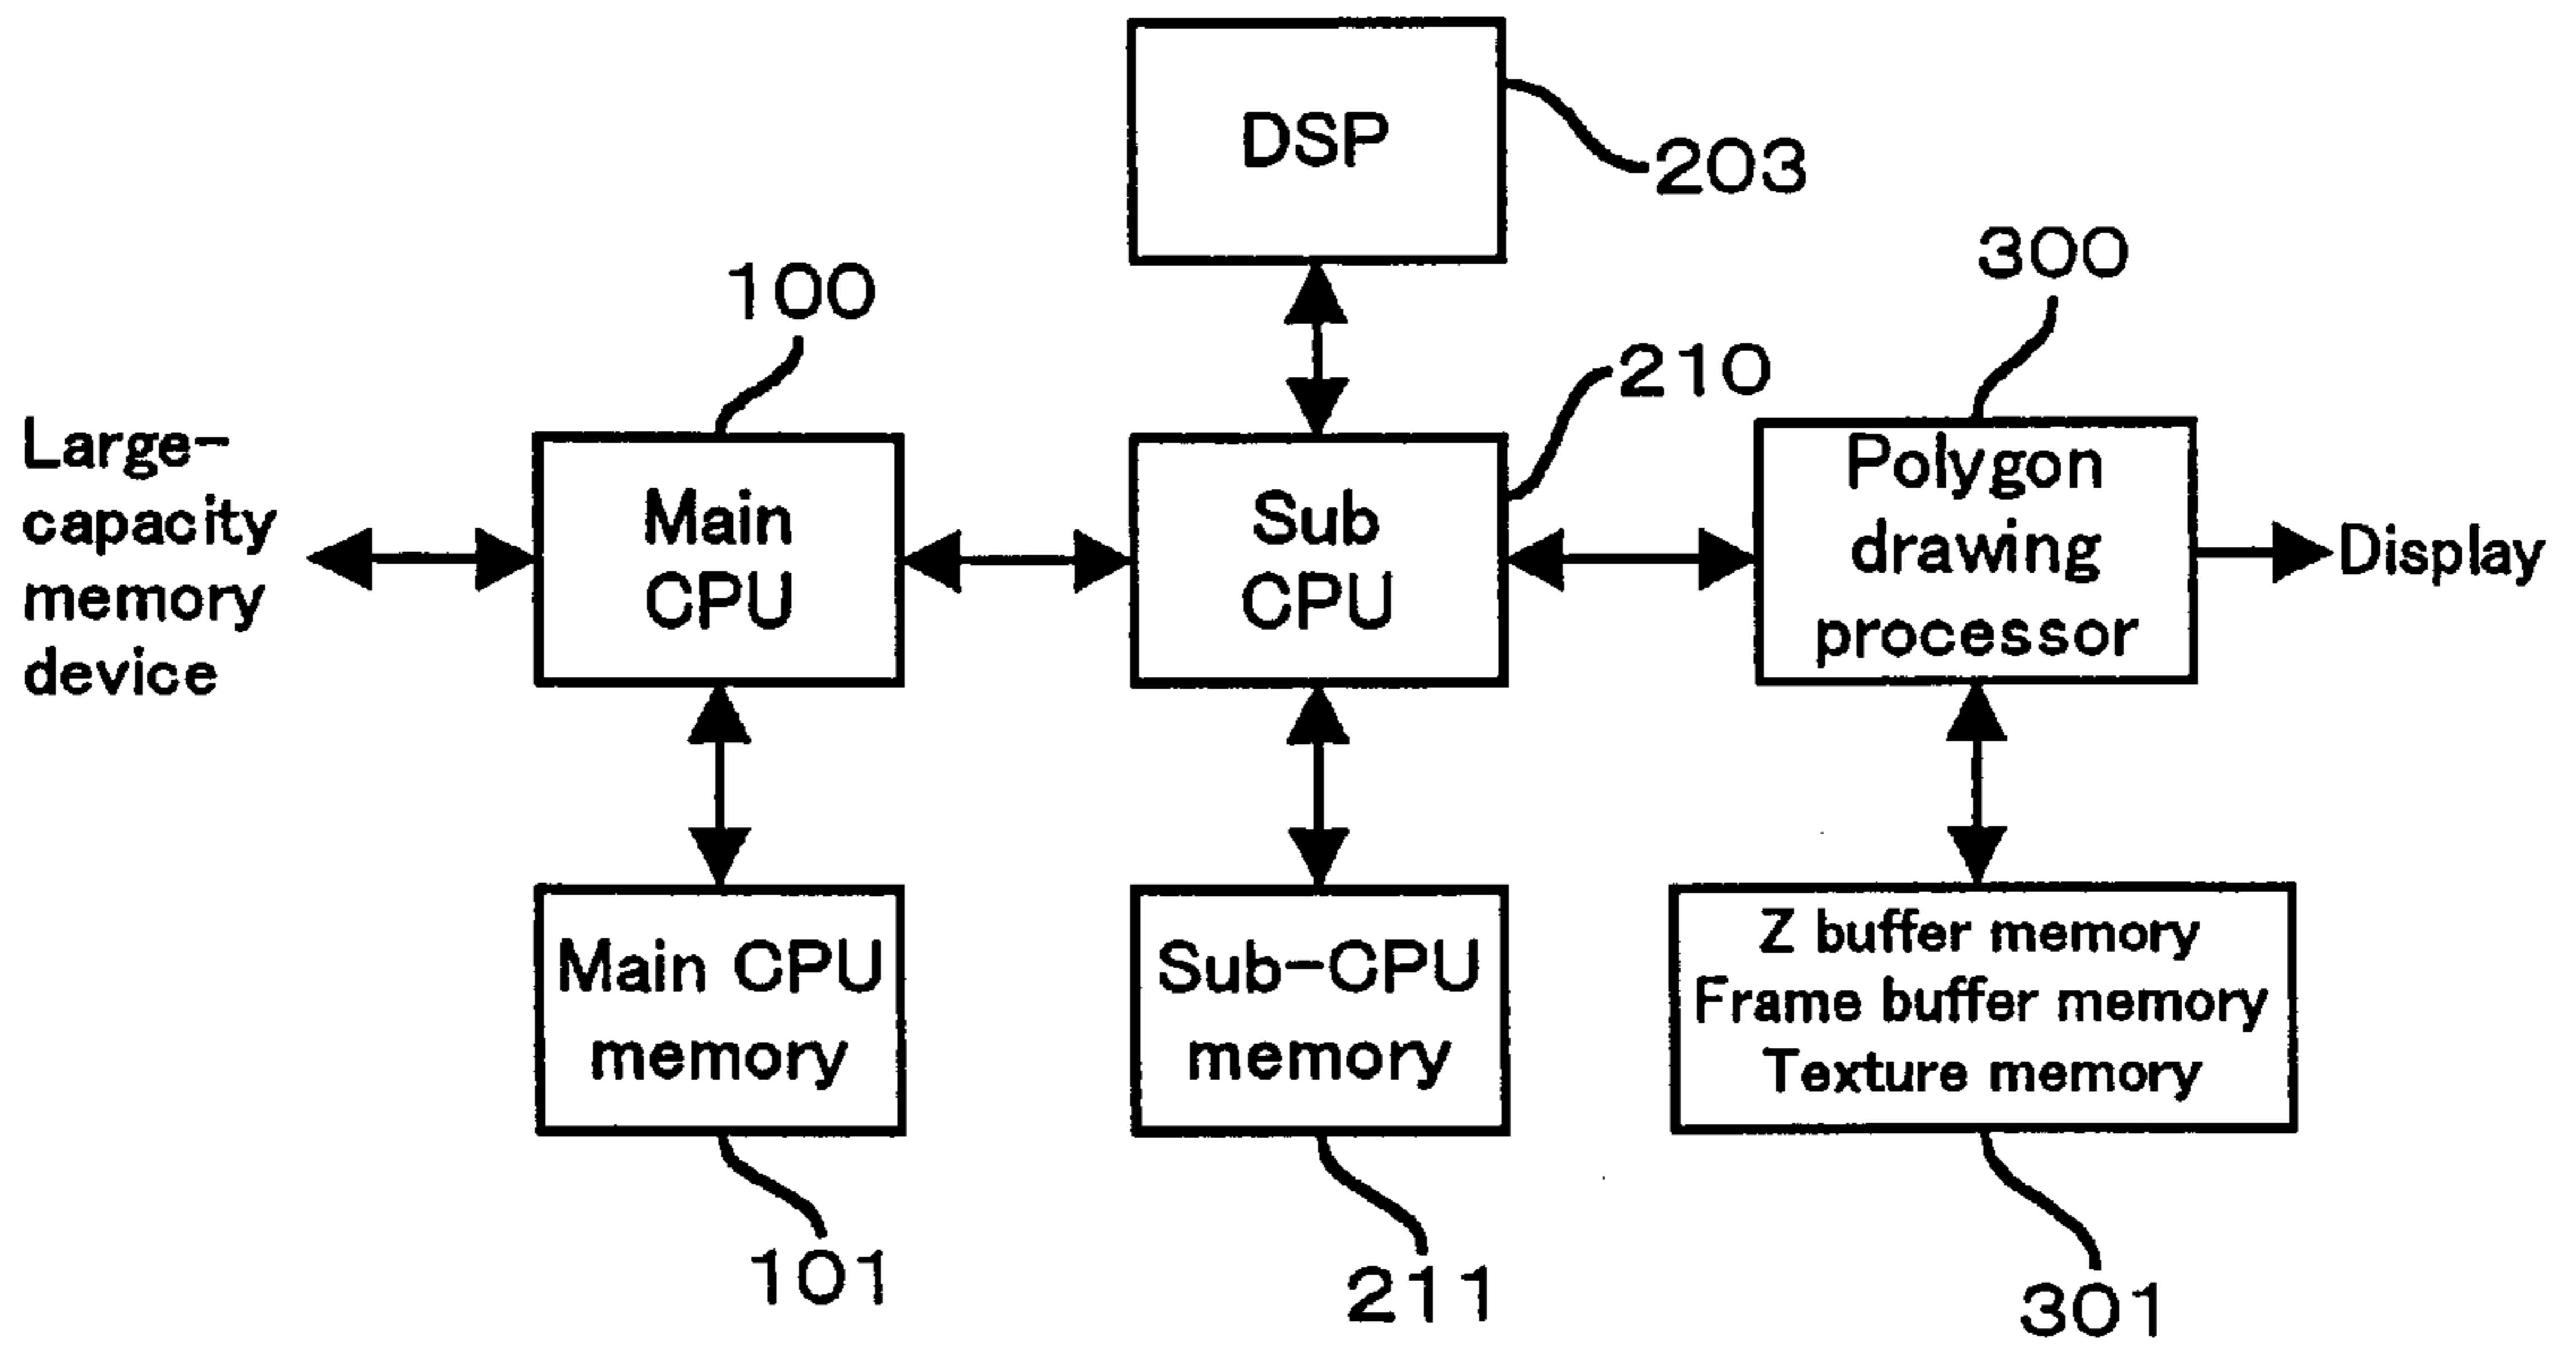 DSP
203
300
100
210
Large-
capacity
memory
device
Main
CPU
Sub
CPU
Polygon
drawing
processor
Display
Main CPU
memory
Sub-CPU
memory
Z buffer memory
Frame buffer memory
Texture memory
101
211
301